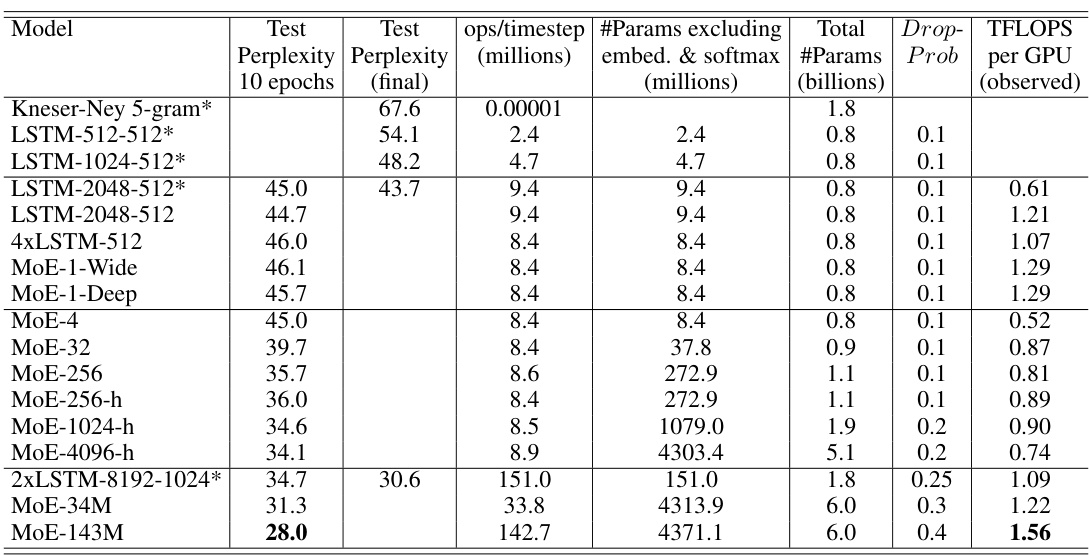 Model Test Test ops/timestep #Params excluding Total Drop- TFLOPS
Perplexity Perplexity (millions) embed. & softmax #Params Prob per GPU
10 epochs (final) (millions) (billions) (observed)
Kneser-Ney 5-gram* 67.6 0.00001 1.8
LSTM-512-512* 54.1 2.4 2.4 0.8 0.1
LSTM-1024-512* 48.2 4.7 4.7 0.8 0.1
LSTM-2048-512* 45.0 43.7 9.4 9.4 0.8 0.1 0.61
LSTM-2048-512 44.7 9.4 9.4 0.8 0.1 1.21
4xLSTM-512 46.0 8.4 8.4 0.8 0.1 1.07
MoE-1-Wide 46.1 8.4 8.4 0.8 0.1 1.29
MoE-1-Deep 45.7 8.4 8.4 0.8 0.1 1.29
MoE-4 45.0 8.4 8.4 0.8 0.1 0.52
MoE-32 39.7 8.4 37.8 0.9 0.1 0.87
MoE-256 35.7 8.6 272.9 1.1 0.1 0.81
MoE-256-h 36.0 8.4 272.9 1.1 0.1 0.89
MoE-1024-h 34.6 8.5 1079.0 1.9 0.2 0.90
MoE-4096-h 34.1 8.9 4303.4 5.1 0.2 0.74
2xLSTM-8192-1024* 34.7 30.6 151.0 151.0 1.8 0.25 1.09
MoE-34M 31.3 33.8 4313.9 6.0 0.3 1.22
MoE-143M 28.0 142.7 4371.1 6.0 0.4 1.56